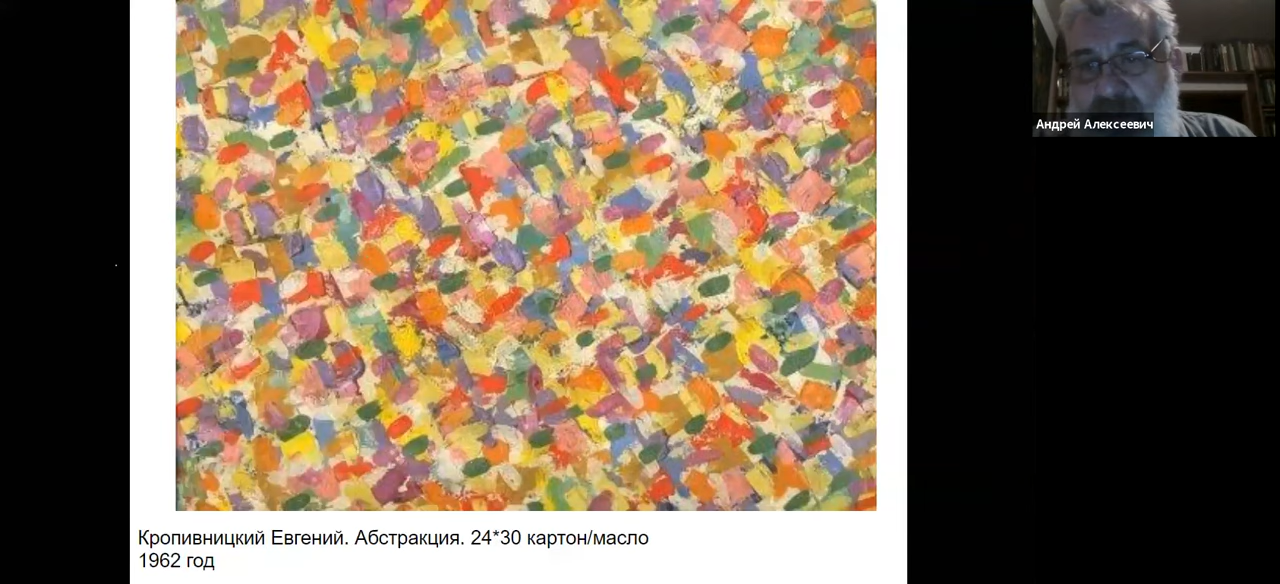 Андрей Алексеевич
Кропивницкий Евгений. Абстракция. 24*30 картон/масло
1962 год